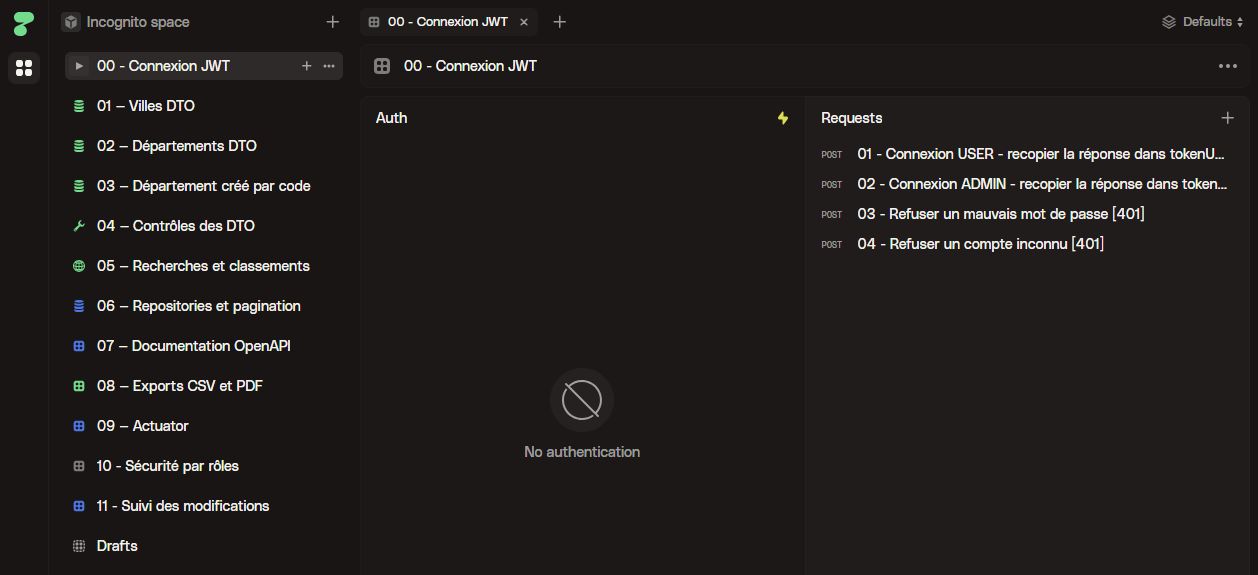 Incognito space
00 - Connexion JWT
01 – Villes DTO
02 – Départements DTO
03 – Département créé par code
04 – Contrôles des DTO
05 – Recherches et classements
06 – Repositories et pagination
07 – Documentation OpenAPI
08 – Exports CSV et PDF
09 – Actuator
10 - Sécurité par rôles
11 - Suivi des modifications
Drafts
00 - Connexion JWT
Defaults
00 - Connexion JWT
Auth
No authentication
Requests
POST 01 - Connexion USER - recopier la réponse dans tokenU...
POST 02 - Connexion ADMIN - recopier la réponse dans token...
POST 03 - Refuser un mauvais mot de passe [401]
POST 04 - Refuser un compte inconnu [401]